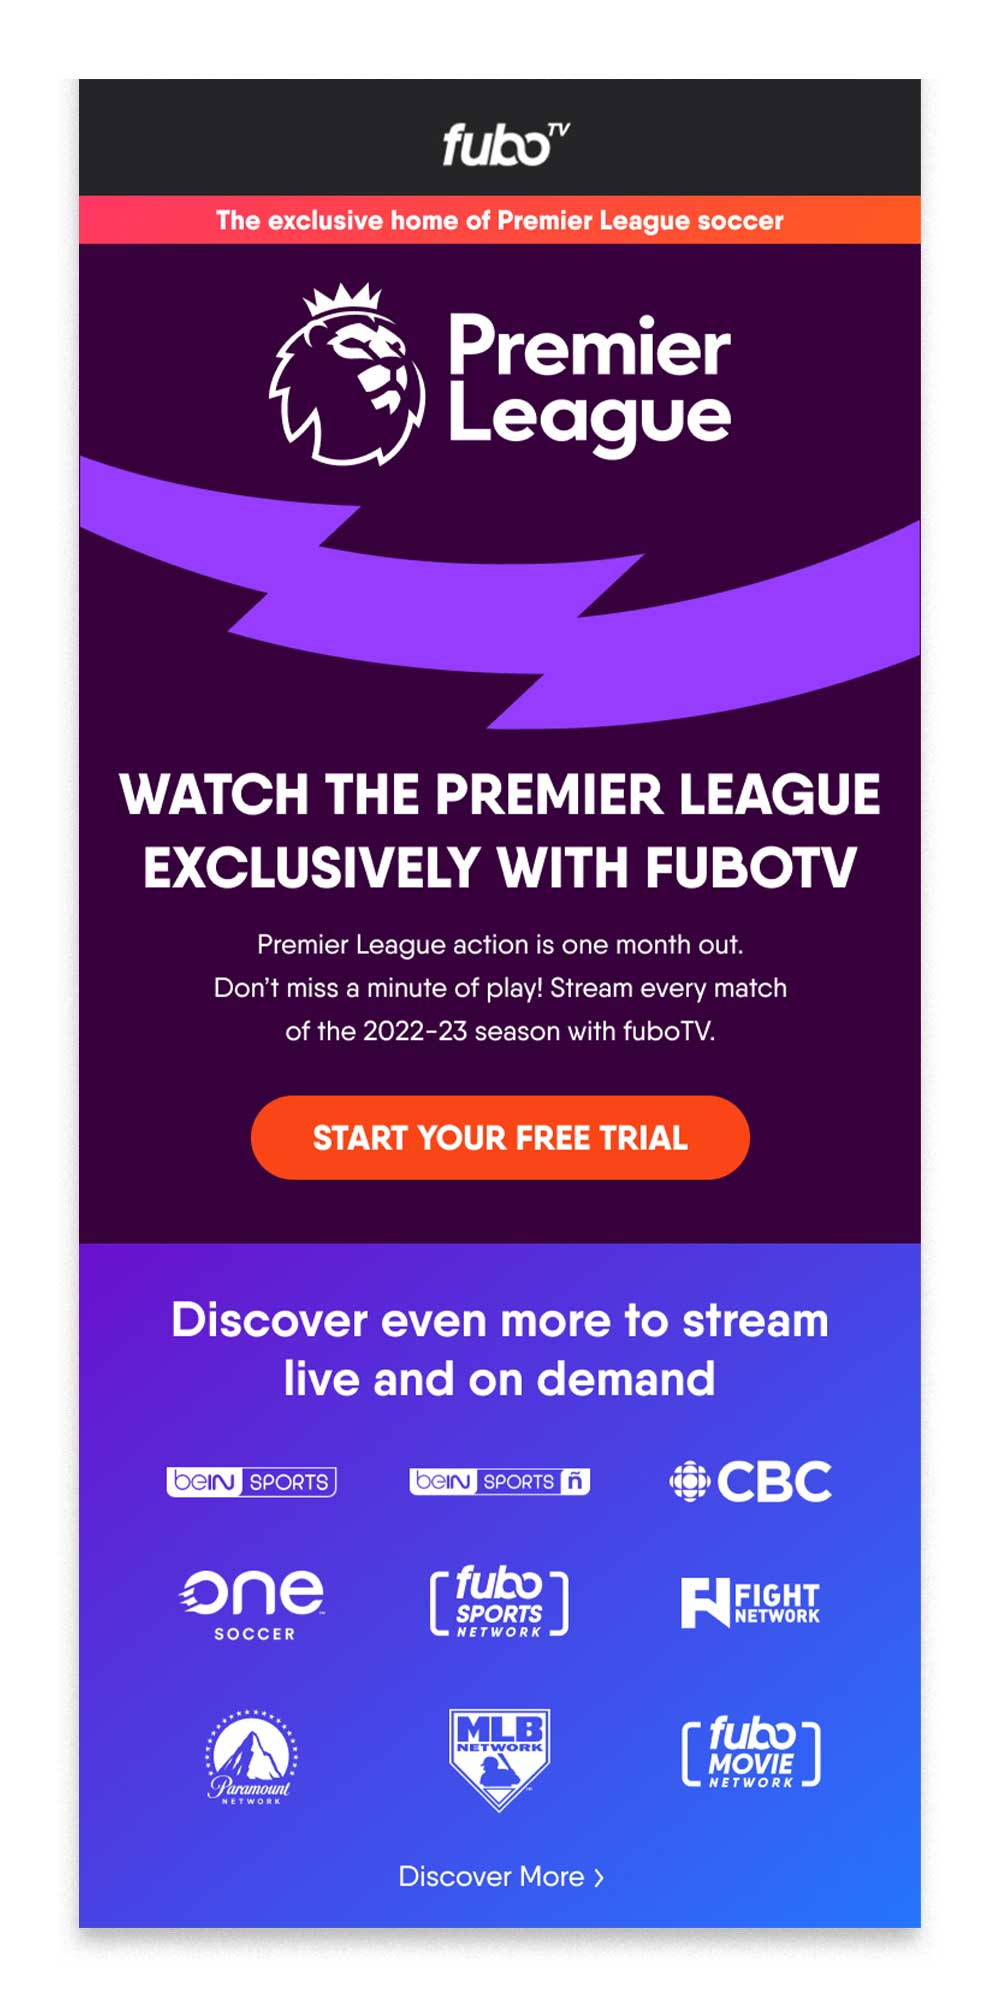 fubo TV
The exclusive home of Premier League soccer
Premier
League
WATCH THE PREMIER LEAGUE
EXCLUSIVELY WITH FUBOTV
Premier League action is one month out.
Don't miss a minute of play! Stream every match
of the 2022-23 season with fuboTV.
START YOUR FREE TRIAL
Discover even more to stream
live and on demand
beIN SPORTS
beIN SPORTS ñ
CBC
one
SOCCER
fubo
SPORTS
NETWORK
FN FIGHT
NETWORK
Paramount
NETWORK
MLB
NETWORK
fubo
MOVIE
NETWORK
Discover More >